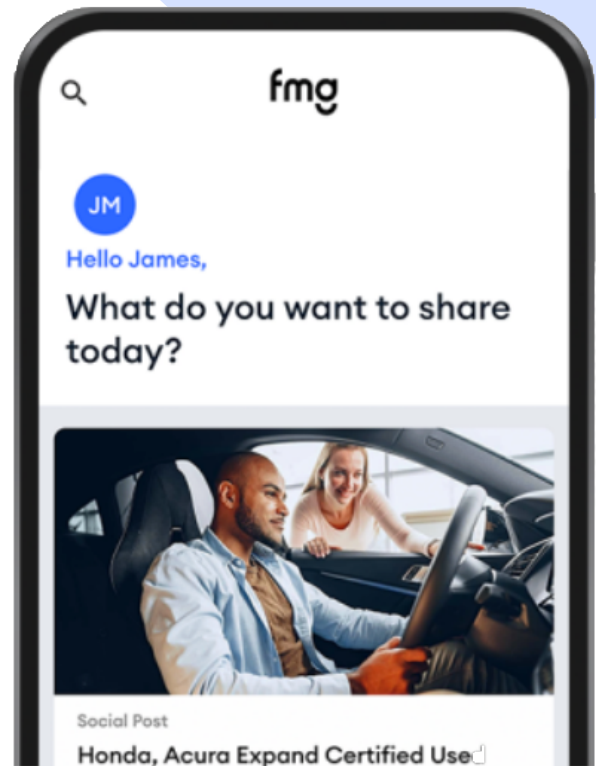 fmg
JM
Hello James,
What do you want to share
today?
Social Post
Honda, Acura Expand Certified Used